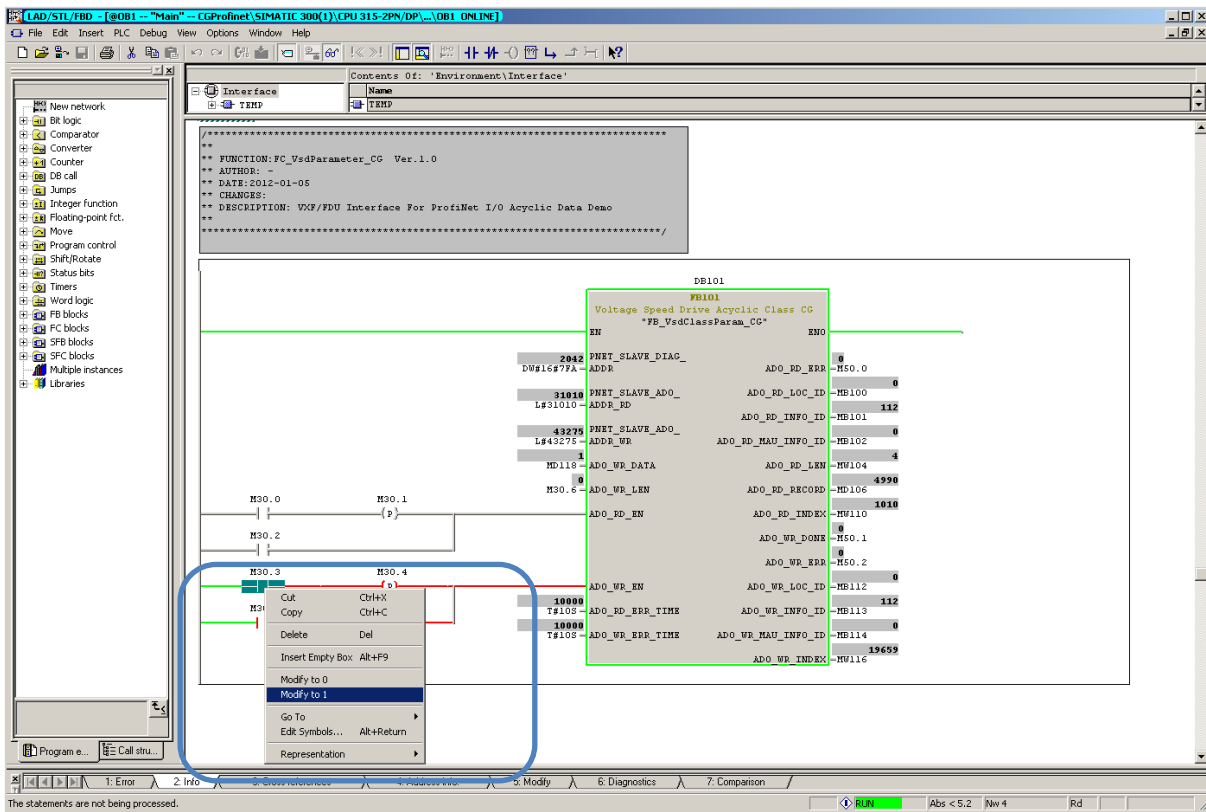 LAD/STL/FBD - [@OB1 -- "Main" -- CGProfinet\SIMATIC 300(1)\CPU 315-2PN/DP\...\OB1 ONLINE]
File Edit Insert PLC Debug View Options Window Help
Contents Of: 'Environment\Interface'
Interface
TEMP
Name
TEMP
New network
Bit logic
Comparator
Converter
Counter
DB call
Jumps
Integer function
Floating-point fct.
Move
Program control
Shift/Rotate
Status bits
Timers
Word logic
FB blocks
FC blocks
SFB blocks
SFC blocks
Multiple instances
Libraries
Program e...
Call stru...
/******************************************************************************
**
** FUNCTION:FC_VsdParameter_CG Ver.1.0
** AUTHOR: -
** DATE:2012-01-05
** CHANGES:
** DESCRIPTION: VXF/FDU Interface For ProfiNet I/O Acyclic Data Demo
**
******************************************************************************/
DB101
FB101
Voltage Speed Drive Acyclic Class CG
"FB_VsdClassParam_CG"
EN ENO
2042
DW#16#7FA
PNET_SLAVE_DIAG_
ADDR
31010
L#31010
PNET_SLAVE_ADO_
ADDR_RD
43275
L#43275
PNET_SLAVE_ADO_
ADDR_WR
1
MD118 ADO_WR_DATA
0
M30.6 ADO_WR_LEN
M30.0 M30.1
(P)
ADO_RD_EN
M30.2
M30.3 M30.4
(P)
ADO_WR_EN
10000
T#10S ADO_RD_ERR_TIME
10000
T#10S ADO_WR_ERR_TIME
0
ADO_RD_ERR M50.0
0
ADO_RD_LOC_ID MB100
112
ADO_RD_INFO_ID MB101
0
ADO_RD_MAU_INFO_ID MB102
4
ADO_RD_LEN MW104
4990
ADO_RD_RECORD MD106
1010
ADO_RD_INDEX MW110
0
ADO_WR_DONE M50.1
0
ADO_WR_ERR M50.2
0
ADO_WR_LOC_ID MB112
112
ADO_WR_INFO_ID MB113
0
ADO_WR_MAU_INFO_ID MB114
19659
ADO_WR_INDEX MW116
Cut Ctrl+X
Copy Ctrl+C
Delete Del
Insert Empty Box Alt+F9
Modify to 0
Modify to 1
Go To
Edit Symbols... Alt+Return
Representation
1: Error 2: Info 3: Cross-references 4: Address info. 5: Modify 6: Diagnostics 7: Comparison
The statements are not being processed.
RUN Abs < 5.2 Nw 4 Rd